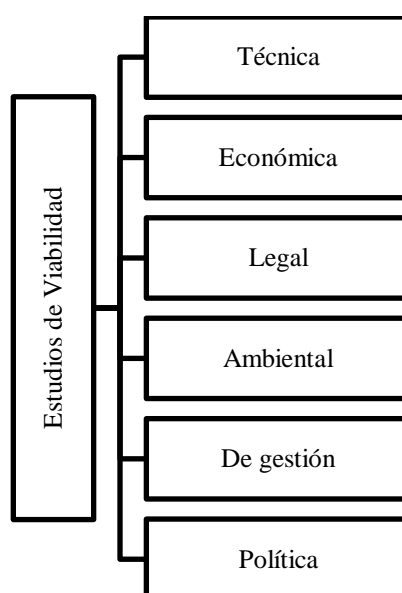 Estudios de Viabilidad
Técnica
Económica
Legal
Ambiental
De gestión
Política